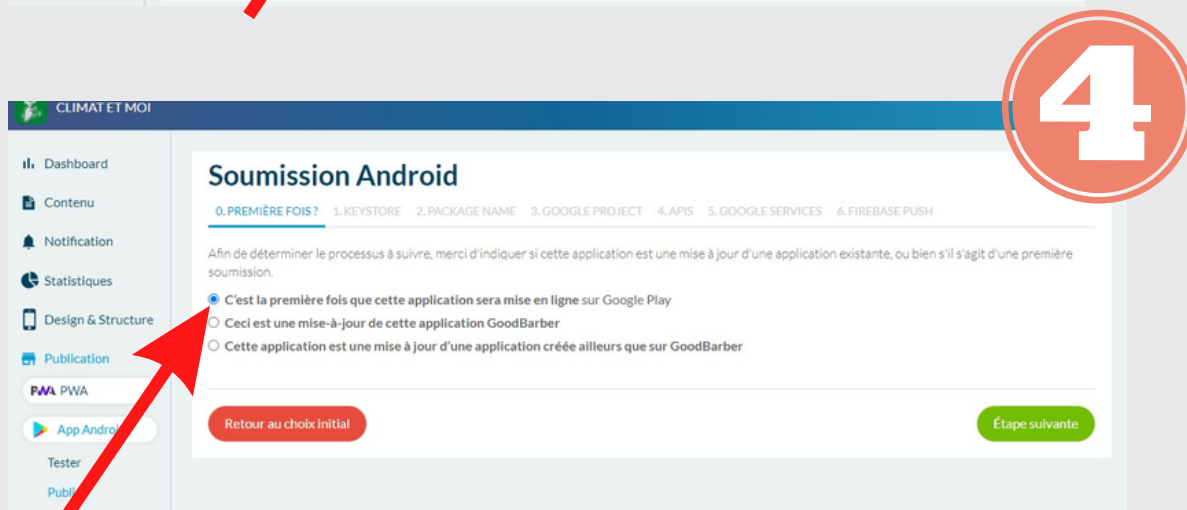 4
CLIMAT ET MOI
Dashboard
Contenu
Notification
Statistiques
Design & Structure
Publication
PWA PWA
App Andro
Tester
Publi
Soumission Android
0. PREMIÈRE FOIS ? 1. KEYSTORE 2. PACKAGE NAME 3. GOOGLE PROJECT 4. APIS 5. GOOGLE SERVICES 6. FIREBASE PUSH
Afin de déterminer le processus à suivre, merci d'indiquer si cette application est une mise à jour d'une application existante, ou bien s'il s'agit d'une première
soumission.
C'est la première fois que cette application sera mise en ligne sur Google Play
Ceci est une mise-à-jour de cette application GoodBarber
Cette application est une mise à jour d'une application créée ailleurs que sur GoodBarber
Retour au choix initial
Étape suivante